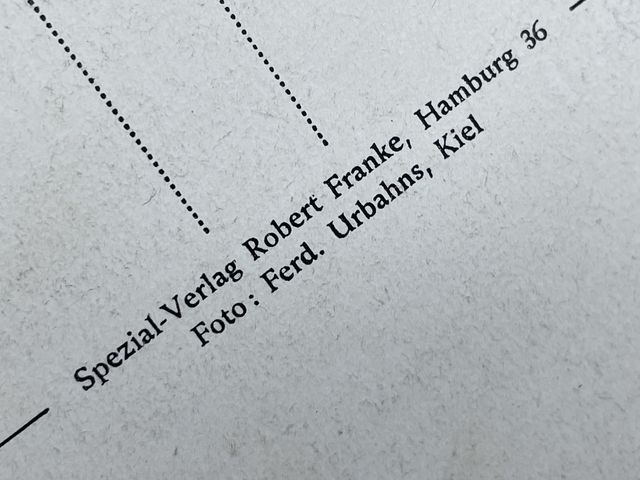 Spezial-Verlag Robert Franke, Hamburg 36
Foto: Ferd. Urbahns, Kiel